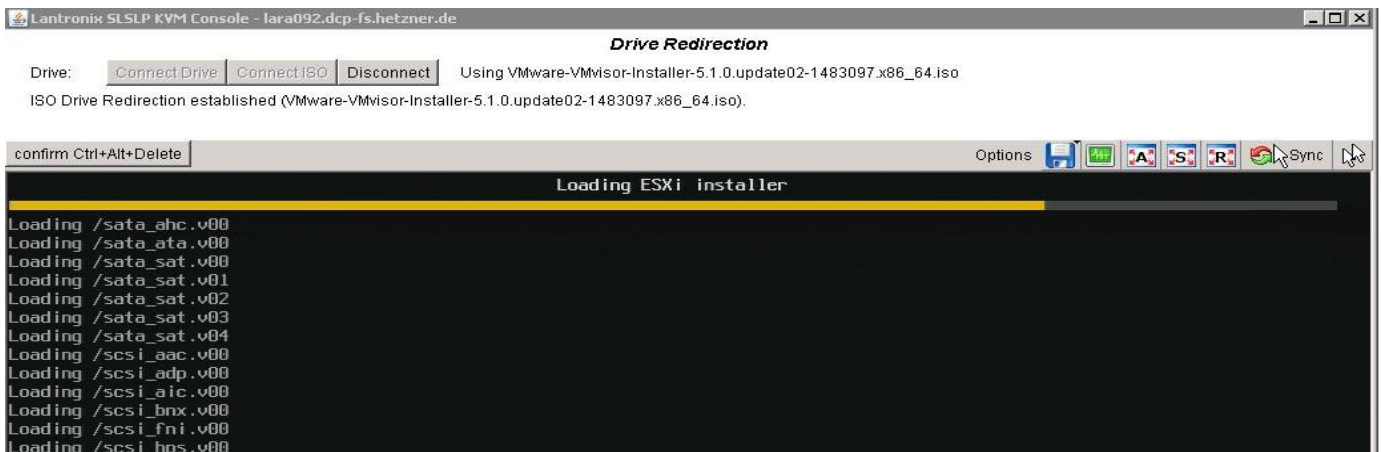 Lantronix SLSLP KVM Console - lara092.dcp-fs.hetzner.de
Drive Redirection
Drive: Connect Drive Connect ISO Disconnect Using VMware-VMvisor-Installer-5.1.0.update02-1483097.x86_64.iso
ISO Drive Redirection established (VMware-VMvisor-Installer-5.1.0.update02-1483097.x86_64.iso).
confirm Ctrl+Alt+Delete Options A S R Sync
Loading ESXi installer
Loading /sata_ahc.v00
Loading /sata_ata.v00
Loading /sata_sat.v00
Loading /sata_sat.v01
Loading /sata_sat.v02
Loading /sata_sat.v03
Loading /sata_sat.v04
Loading /scsi_aac.v00
Loading /scsi_adp.v00
Loading /scsi_aic.v00
Loading /scsi_bnx.v00
Loading /scsi_fni.v00
Loading /scsi_hps.v00